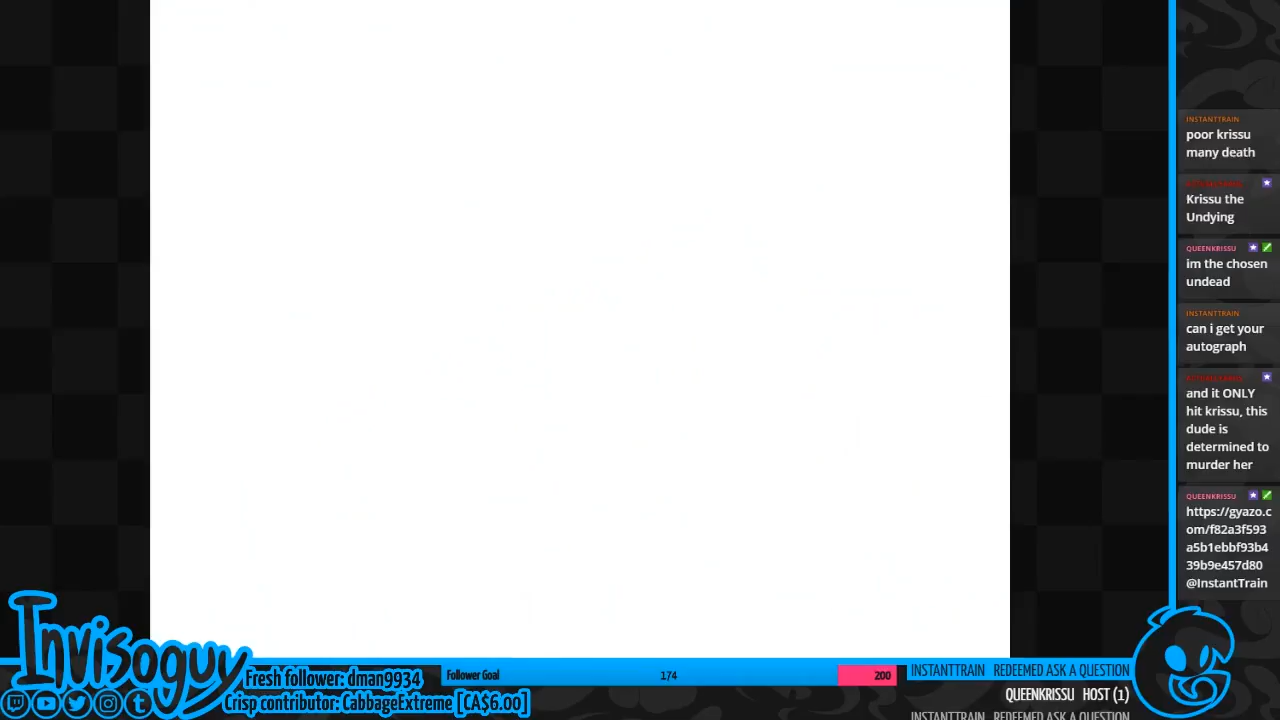 INSTANTTRAIN
poor krissu
many death
Krissu the
Undying
QUEENKRISSU
im the chosen
undead
INSTANTTRAIN
can i get your
autograph
and it ONLY
hit krissu, this
dude is
determined to
murder her
QUEENKRISSU
https://gyazo.c
om/f82a3f593
a5b1ebbf93b4
39b9e457d80
@InstantTrain
Invisoguy
Fresh follower: dman9934
Crisp contributor: CabbageExtreme [CA$6.00]
Follower Goal
174
200
INSTANTTRAIN REDEEMED ASK A QUESTION
QUEENKRISSU HOST (1)
INSTANTTRAIN REDEEMED ASK A QUESTION